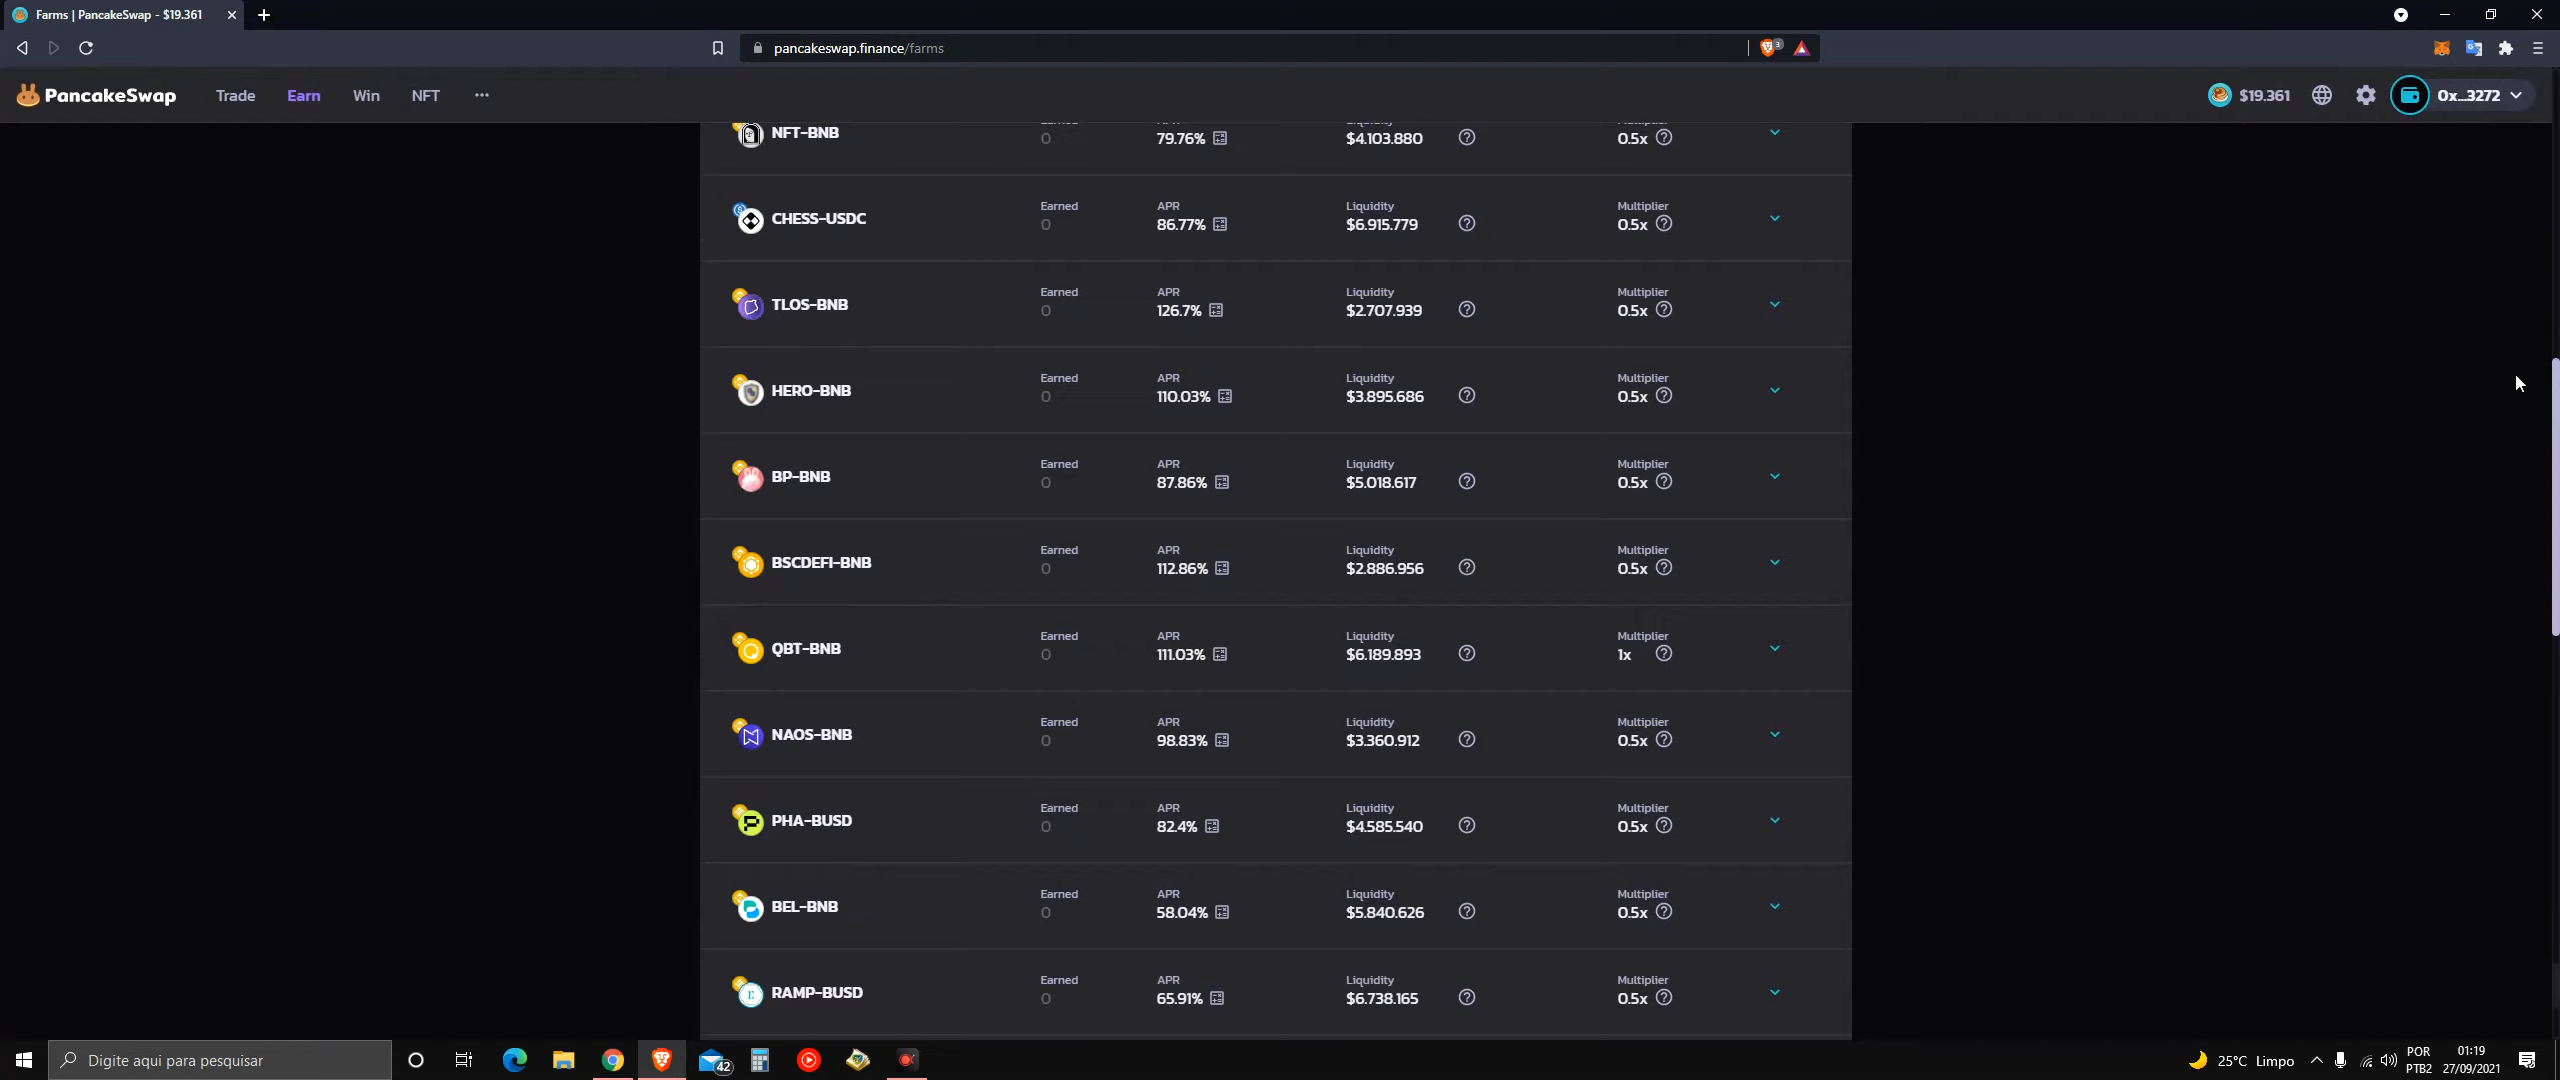 Farms | PancakeSwap - $19.361
pancakeswap.finance/farms
3
PancakeSwap Trade Earn Win NFT ... $19.361 0x...3272
NFT-BNB 0 79.76% $4.103.880 0.5x
Earned APR Liquidity Multiplier
CHESS-USDC 0 86.77% $6.915.779 0.5x
Earned APR Liquidity Multiplier
TLOS-BNB 0 126.7% $2.707.939 0.5x
Earned APR Liquidity Multiplier
HERO-BNB 0 110.03% $3.895.686 0.5x
Earned APR Liquidity Multiplier
BP-BNB 0 87.86% $5.018.617 0.5x
Earned APR Liquidity Multiplier
BSCDEFI-BNB 0 112.86% $2.886.956 0.5x
Earned APR Liquidity Multiplier
QBT-BNB 0 111.03% $6.189.893 1x
Earned APR Liquidity Multiplier
NAOS-BNB 0 98.83% $3.360.912 0.5x
Earned APR Liquidity Multiplier
PHA-BUSD 0 82.4% $4.585.540 0.5x
Earned APR Liquidity Multiplier
BEL-BNB 0 58.04% $5.840.626 0.5x
Earned APR Liquidity Multiplier
RAMP-BUSD 0 65.91% $6.738.165 0.5x
Digite aqui para pesquisar 42 25°C Limpo
POR 01:19
PTB2 27/09/2021